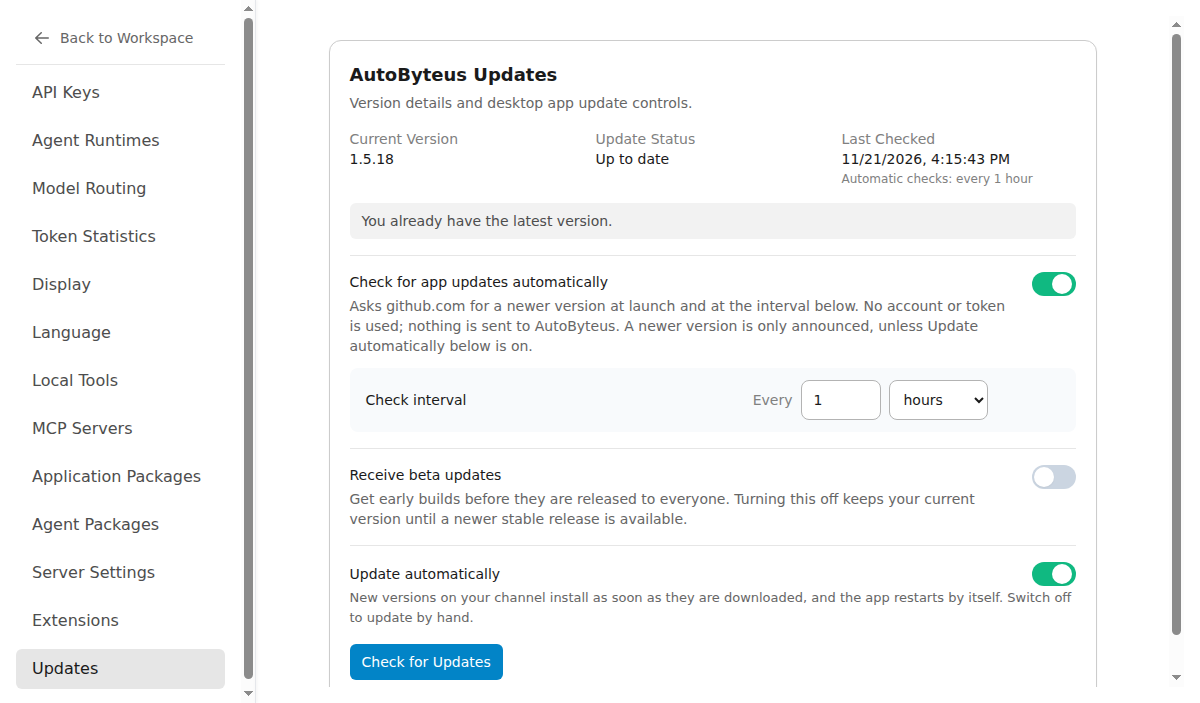 Back to Workspace
API Keys
Agent Runtimes
Model Routing
Token Statistics
Display
Language
Local Tools
MCP Servers
Application Packages
Agent Packages
Server Settings
Extensions
Updates
AutoByteus Updates
Version details and desktop app update controls.
Current Version
1.5.18
Update Status
Up to date
Last Checked
11/21/2026, 4:15:43 PM
Automatic checks: every 1 hour
You already have the latest version.
Check for app updates automatically
Asks github.com for a newer version at launch and at the interval below. No account or token
is used; nothing is sent to AutoByteus. A newer version is only announced, unless Update
automatically below is on.
Check interval
Every
1
hours
Receive beta updates
Get early builds before they are released to everyone. Turning this off keeps your current
version until a newer stable release is available.
Update automatically
New versions on your channel install as soon as they are downloaded, and the app restarts by itself. Switch off
to update by hand.
Check for Updates